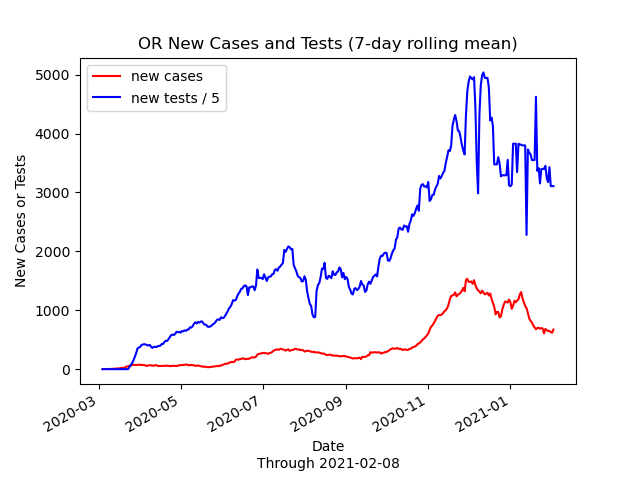 OR New Cases and Tests (7-day rolling mean)
new cases
new tests / 5
New Cases or Tests
5000
4000
3000
2000
1000
0
2020-03
2020-05
2020-07
2020-09
2020-11
2021-01
Date
Through 2021-02-08